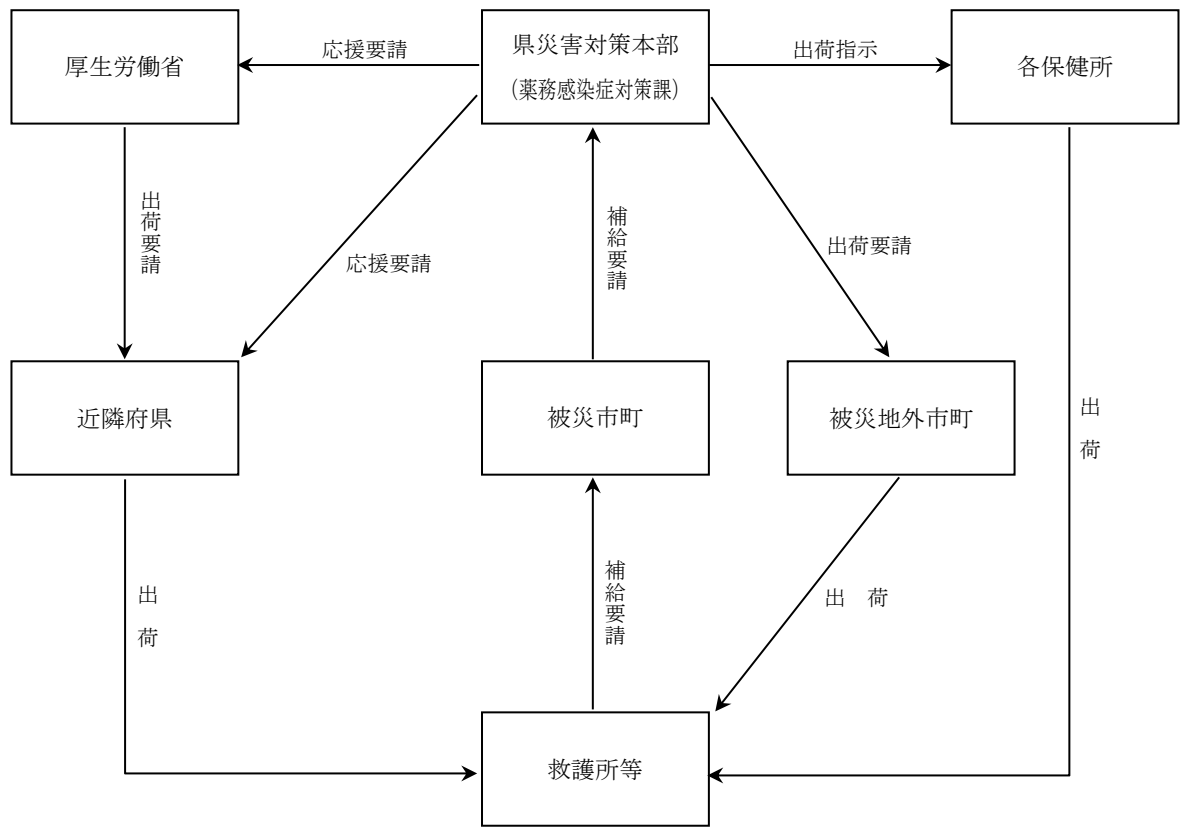 厚生労働省
応援要請
県災害対策本部
（薬務感染症対策課）
出荷指示
各保健所
出荷要請
応援要請
補給要請
出荷要請
近隣府県
被災市町
被災地外市町
出荷
出荷
補給要請
出　荷
救護所等